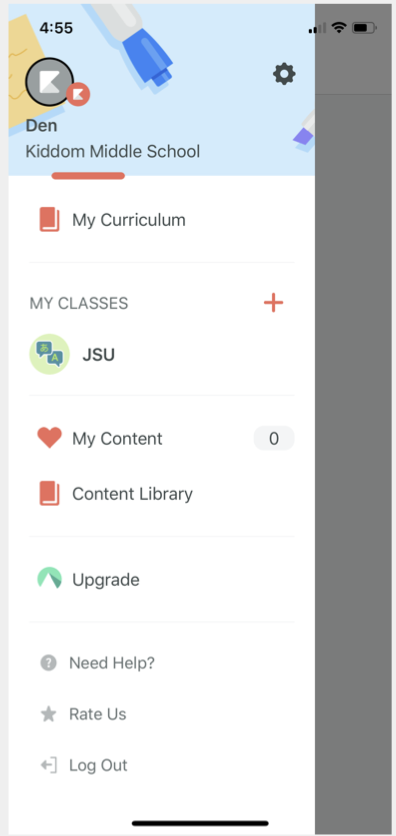 4:55
Den
Kiddom Middle School
My Curriculum
MY CLASSES
あ A
JSU
My Content 0
Content Library
Upgrade
Need Help?
Rate Us
Log Out